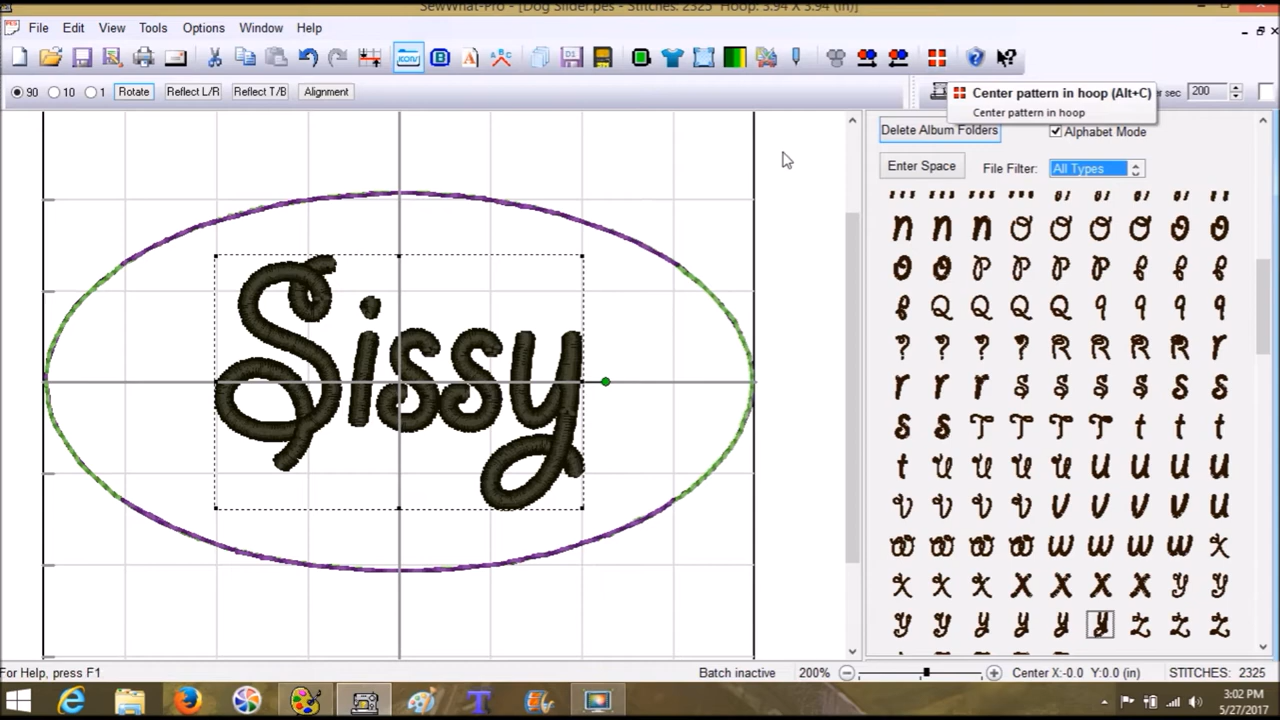 SewWhat-Pro - [Dog Slider.pes - Stitches: 2325 Hoop: 3.94 X 3.94 (in)]
File Edit View Tools Options Window Help
90 10 1 Rotate Reflect L/R Reflect T/B Alignment
Center pattern in hoop (Alt+C)
Center pattern in hoop
sec 200
Delete Album Folders Alphabet Mode
Enter Space File Filter: All Types
Sissy
For Help, press F1 Batch inactive 200% Center X:-0.0 Y:0.0 (in) STITCHES: 2325
3:02 PM
5/27/2017